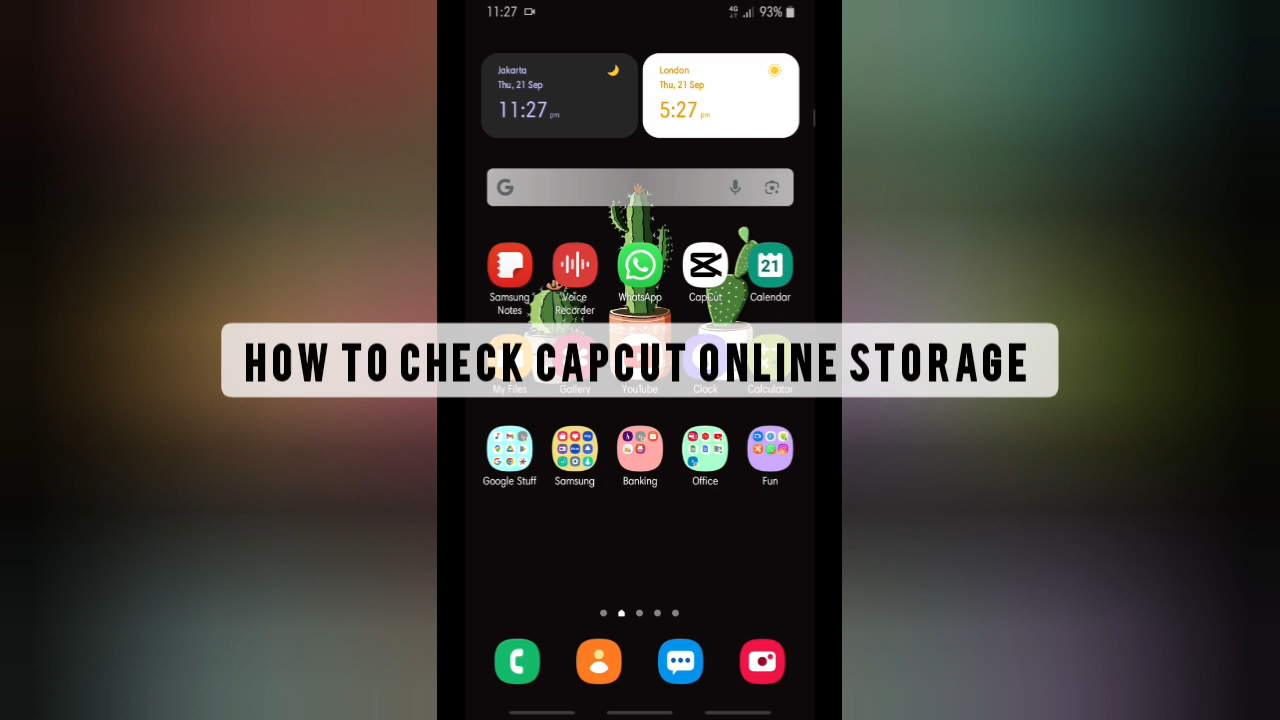 11:27
4G
93%
Jakarta
Thu, 21 Sep
11:27 pm
London
Thu, 21 Sep
5:27 pm
G
Samsung Notes
Voice Recorder
WhatsApp
CapCut
21
Calendar
HOW TO CHECK CAPCUT ONLINE STORAGE
My Files
Gallery
YouTube
Clock
Calculator
Google Stuff
Samsung
Banking
Office
Fun